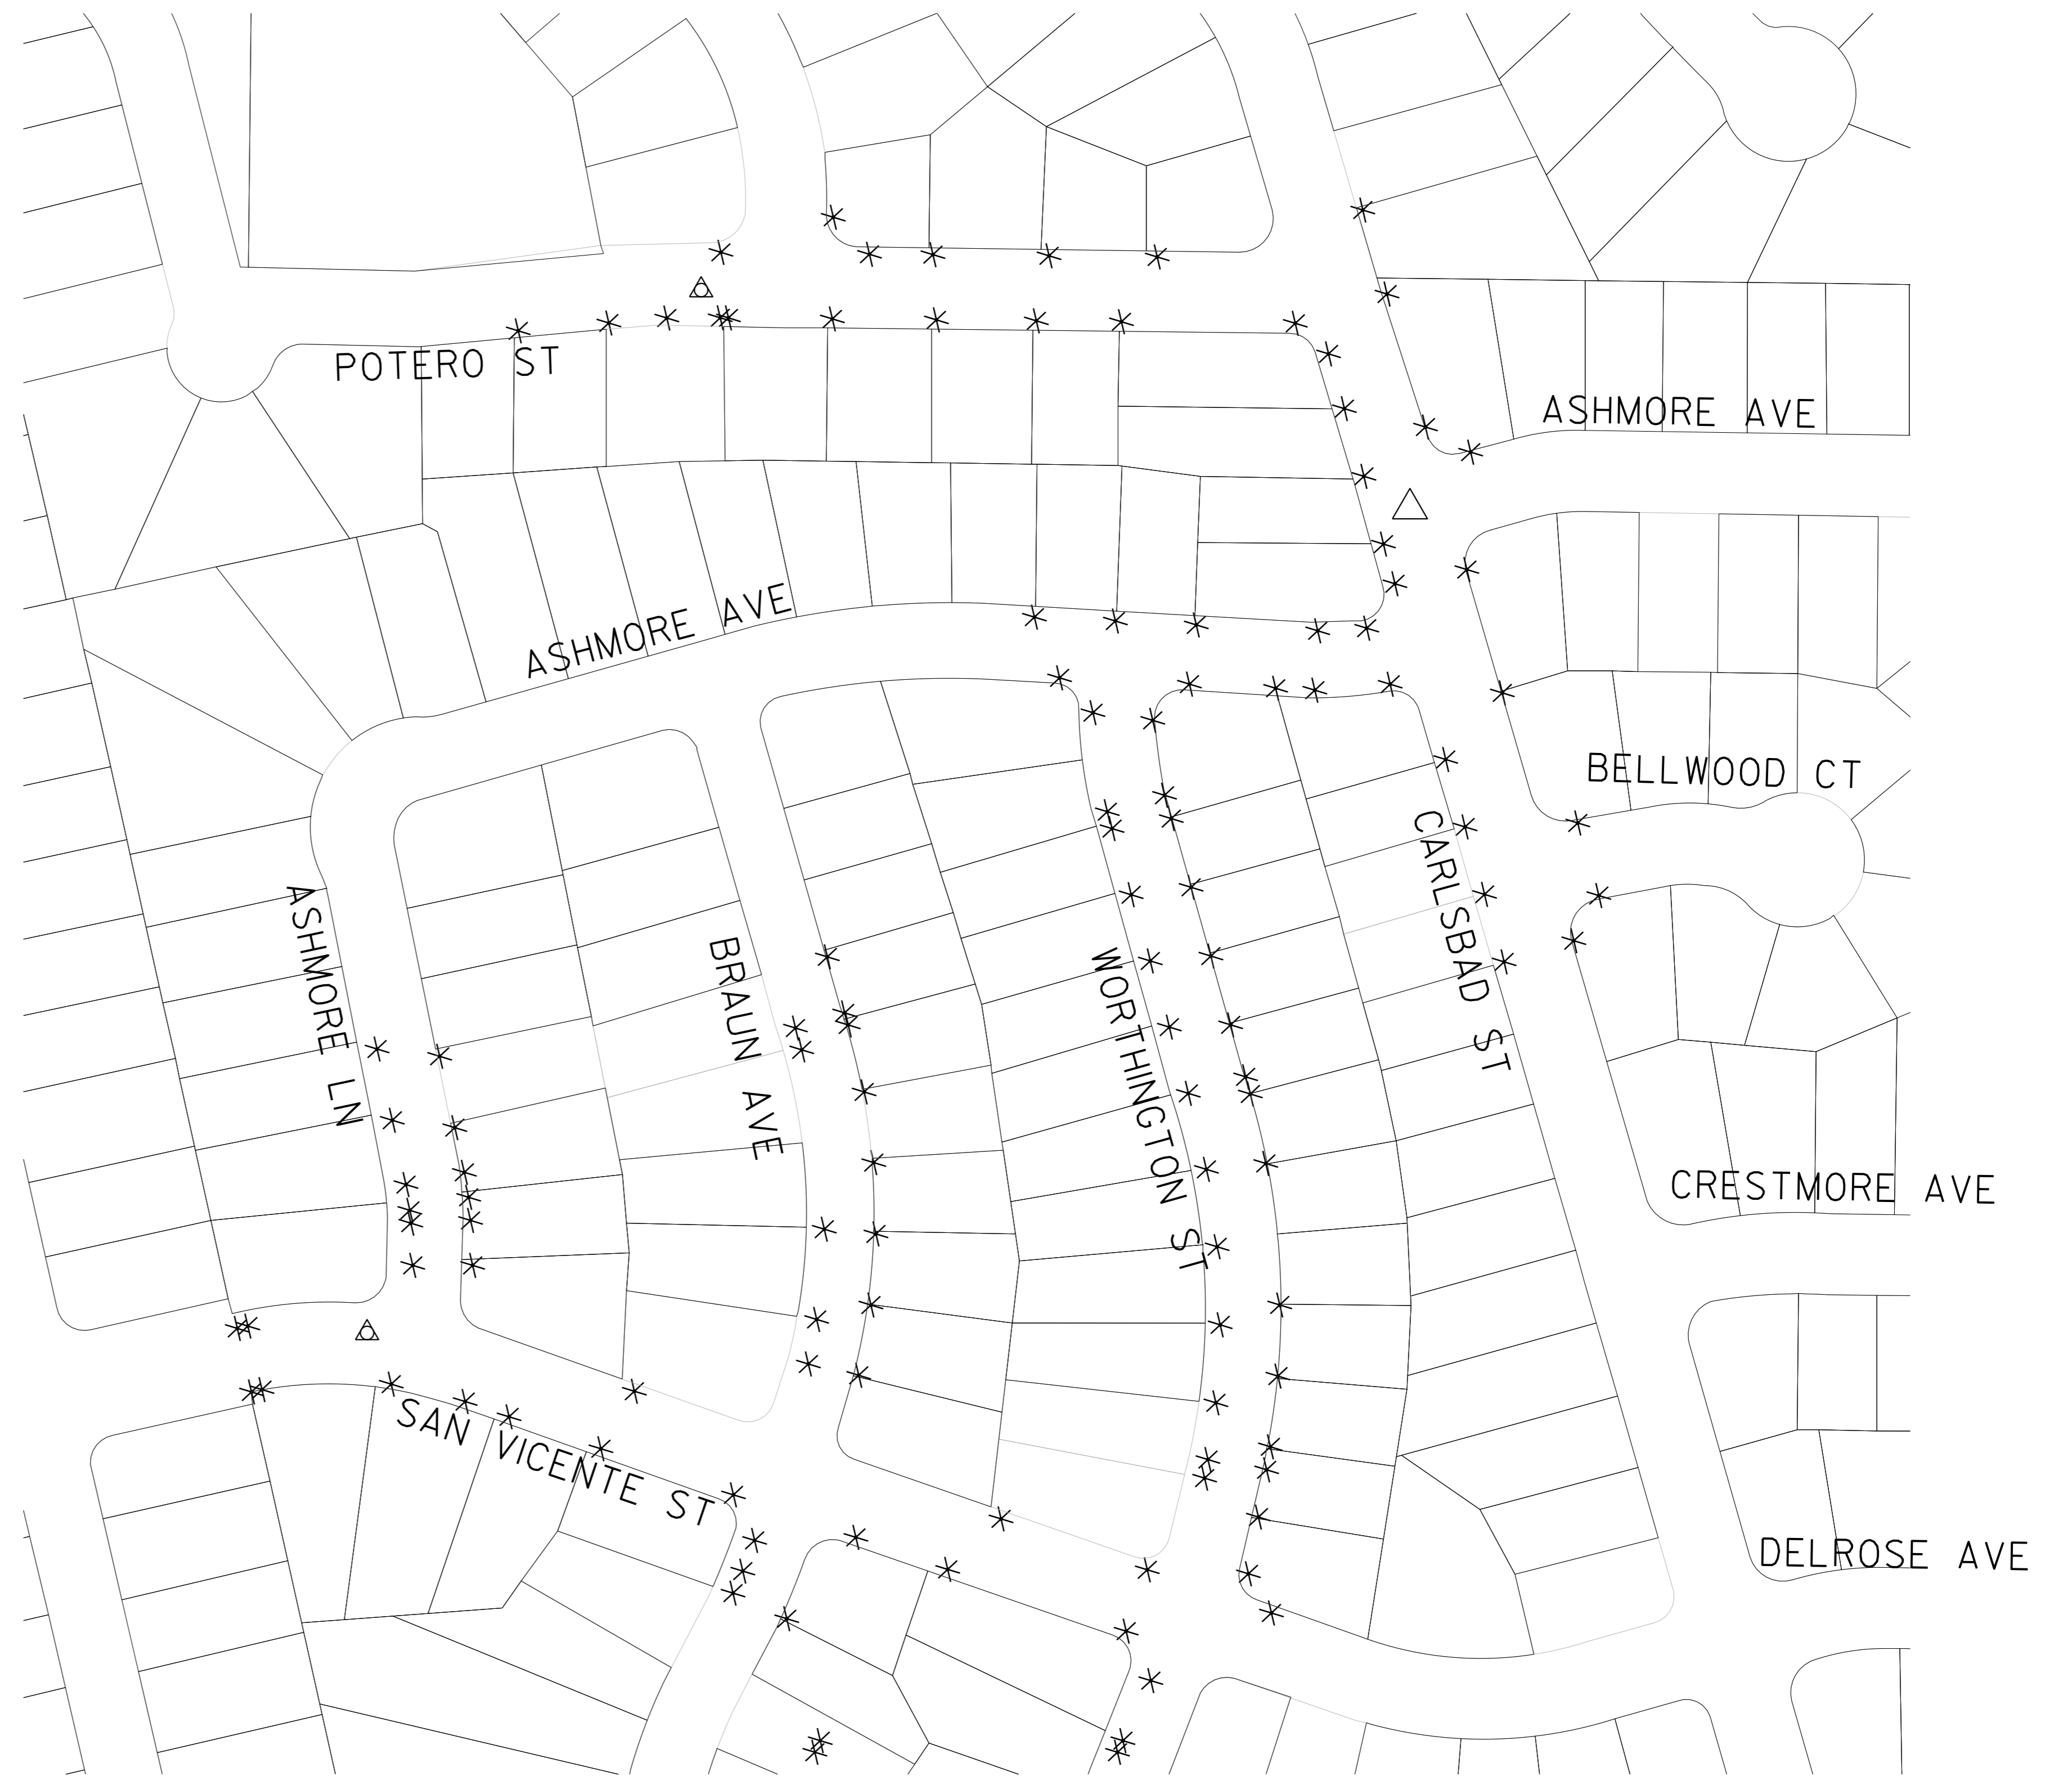 POTERO ST
ASHMORE AVE
ASHMORE AVE
BELLWOOD CT
CARLSBAD ST
ASHMORE LN
BRAUN AVE
WORTHINGTON ST
CRESTMORE AVE
SAN VICENTE ST
DELROSE AVE